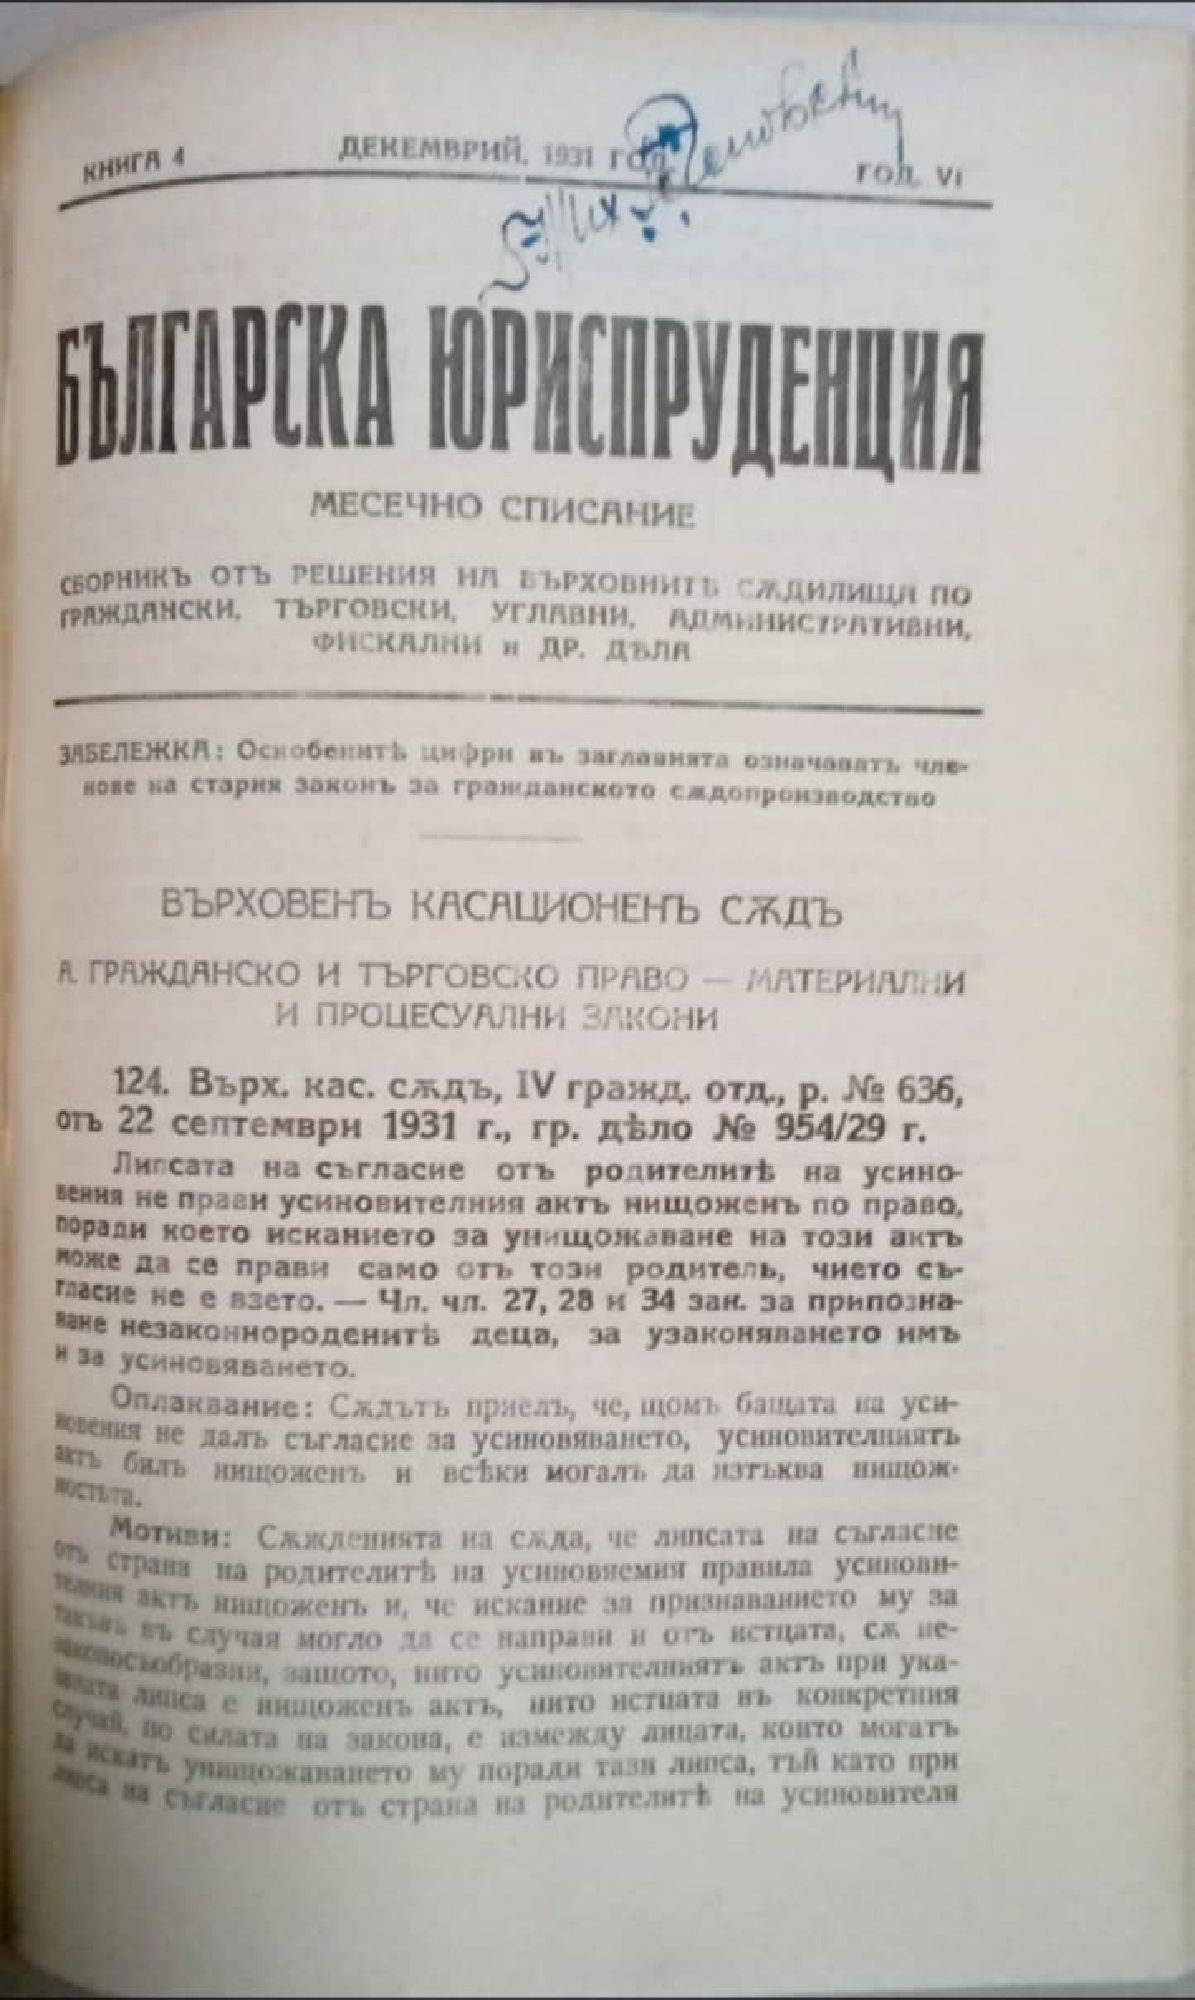 КНИГА 4
ДЕКЕМВРИЙ, 1931 ГОД.
ГОД. VI
БЪЛГАРСКА ЮРИСПРУДЕНЦИЯ
МЕСЕЧНО СПИСАНИЕ
СБОРНИКЪ ОТЪ РЕШЕНИЯ НА ВЪРХОВНИТѢ СѪДИЛИЩА ПО
ГРАЖДАНСКИ, ТЪРГОВСКИ, УГЛАВНИ, АДМИНИСТРАТИВНИ,
ФИСКАЛНИ и ДР. ДѢЛА
ЗАБЕЛЕЖКА: Оскобенитѣ цифри въ заглавията означаватъ чле-
нове на стария законъ за гражданското сѫдопроизводство
ВЪРХОВЕНЪ КАСАЦИОНЕНЪ СѪДЪ
А. ГРАЖДАНСКО И ТЪРГОВСКО ПРАВО — МАТЕРИАЛНИ
И ПРОЦЕСУАЛНИ ЗАКОНИ
124. Върх. кас. сѫдъ, IV гражд. отд., р. № 636,
отъ 22 септември 1931 г., гр. дѣло № 954/29 г.
Липсата на съгласие отъ родителитѣ на усино-
вения не прави усиновителния актъ нищоженъ по право,
поради което искането за унищожаване на този актъ
може да се прави само отъ този родитель, чието съ-
гласие не е взето. — Чл. чл. 27, 28 и 34 зак. за припозна-
ване незаконнороденитѣ деца, за узаконяването имъ
и за усиновяването.
Оплаквание: Сѫдътъ приелъ, че, щомъ бащата на уси-
новения не далъ съгласие за усиновяването, усиновителниятъ
актъ билъ нищоженъ и всѣки могалъ да изтъква нищож-
ностьта.
Мотиви: Сѫжденията на сѫда, че липсата на съгласие
отъ страна на родителитѣ на усиновяемия правила усинови-
телния актъ нищоженъ и, че искание за признаванието му за
такъвъ въ случая могло да се направи и отъ истцата, сѫ не-
законосъобразни, защото, нито усиновителниятъ актъ при ука-
заната липса е нищоженъ актъ, нито истцата въ конкретния
случай, по силата на закона, е измежду лицата, които могатъ
да искатъ унищожаването му поради тази липса, тъй като при
липса на съгласие отъ страна на родителитѣ на усиновителя